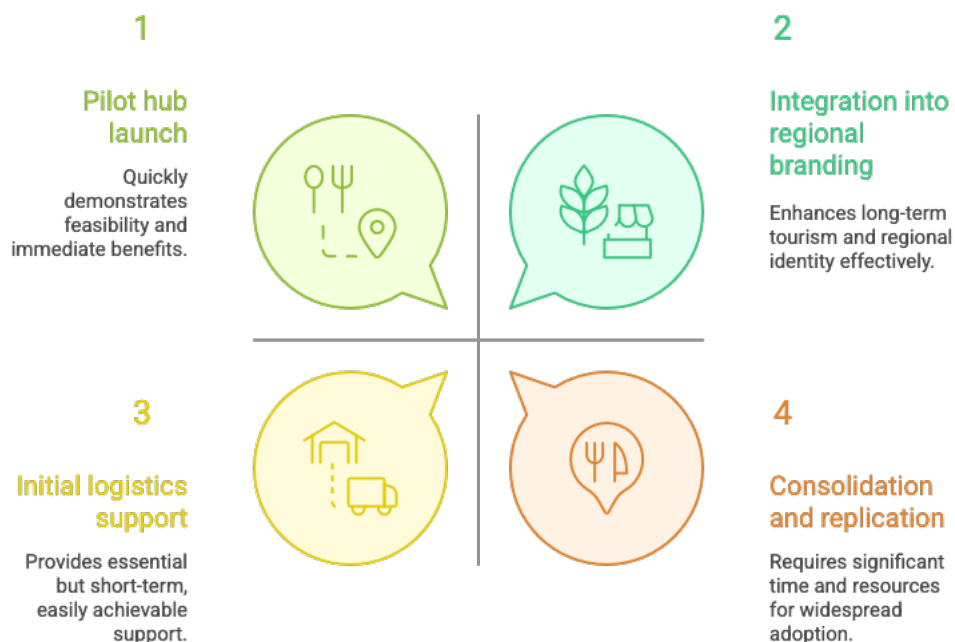 1
Pilot hub
launch
Quickly
demonstrates
feasibility and
immediate benefits.
2
Integration into
regional
branding
Enhances long-term
tourism and regional
identity effectively.
3
Initial logistics
support
Provides essential
but short-term,
easily achievable
support.
4
Consolidation
and replication
Requires significant
time and resources
for widespread
adoption.